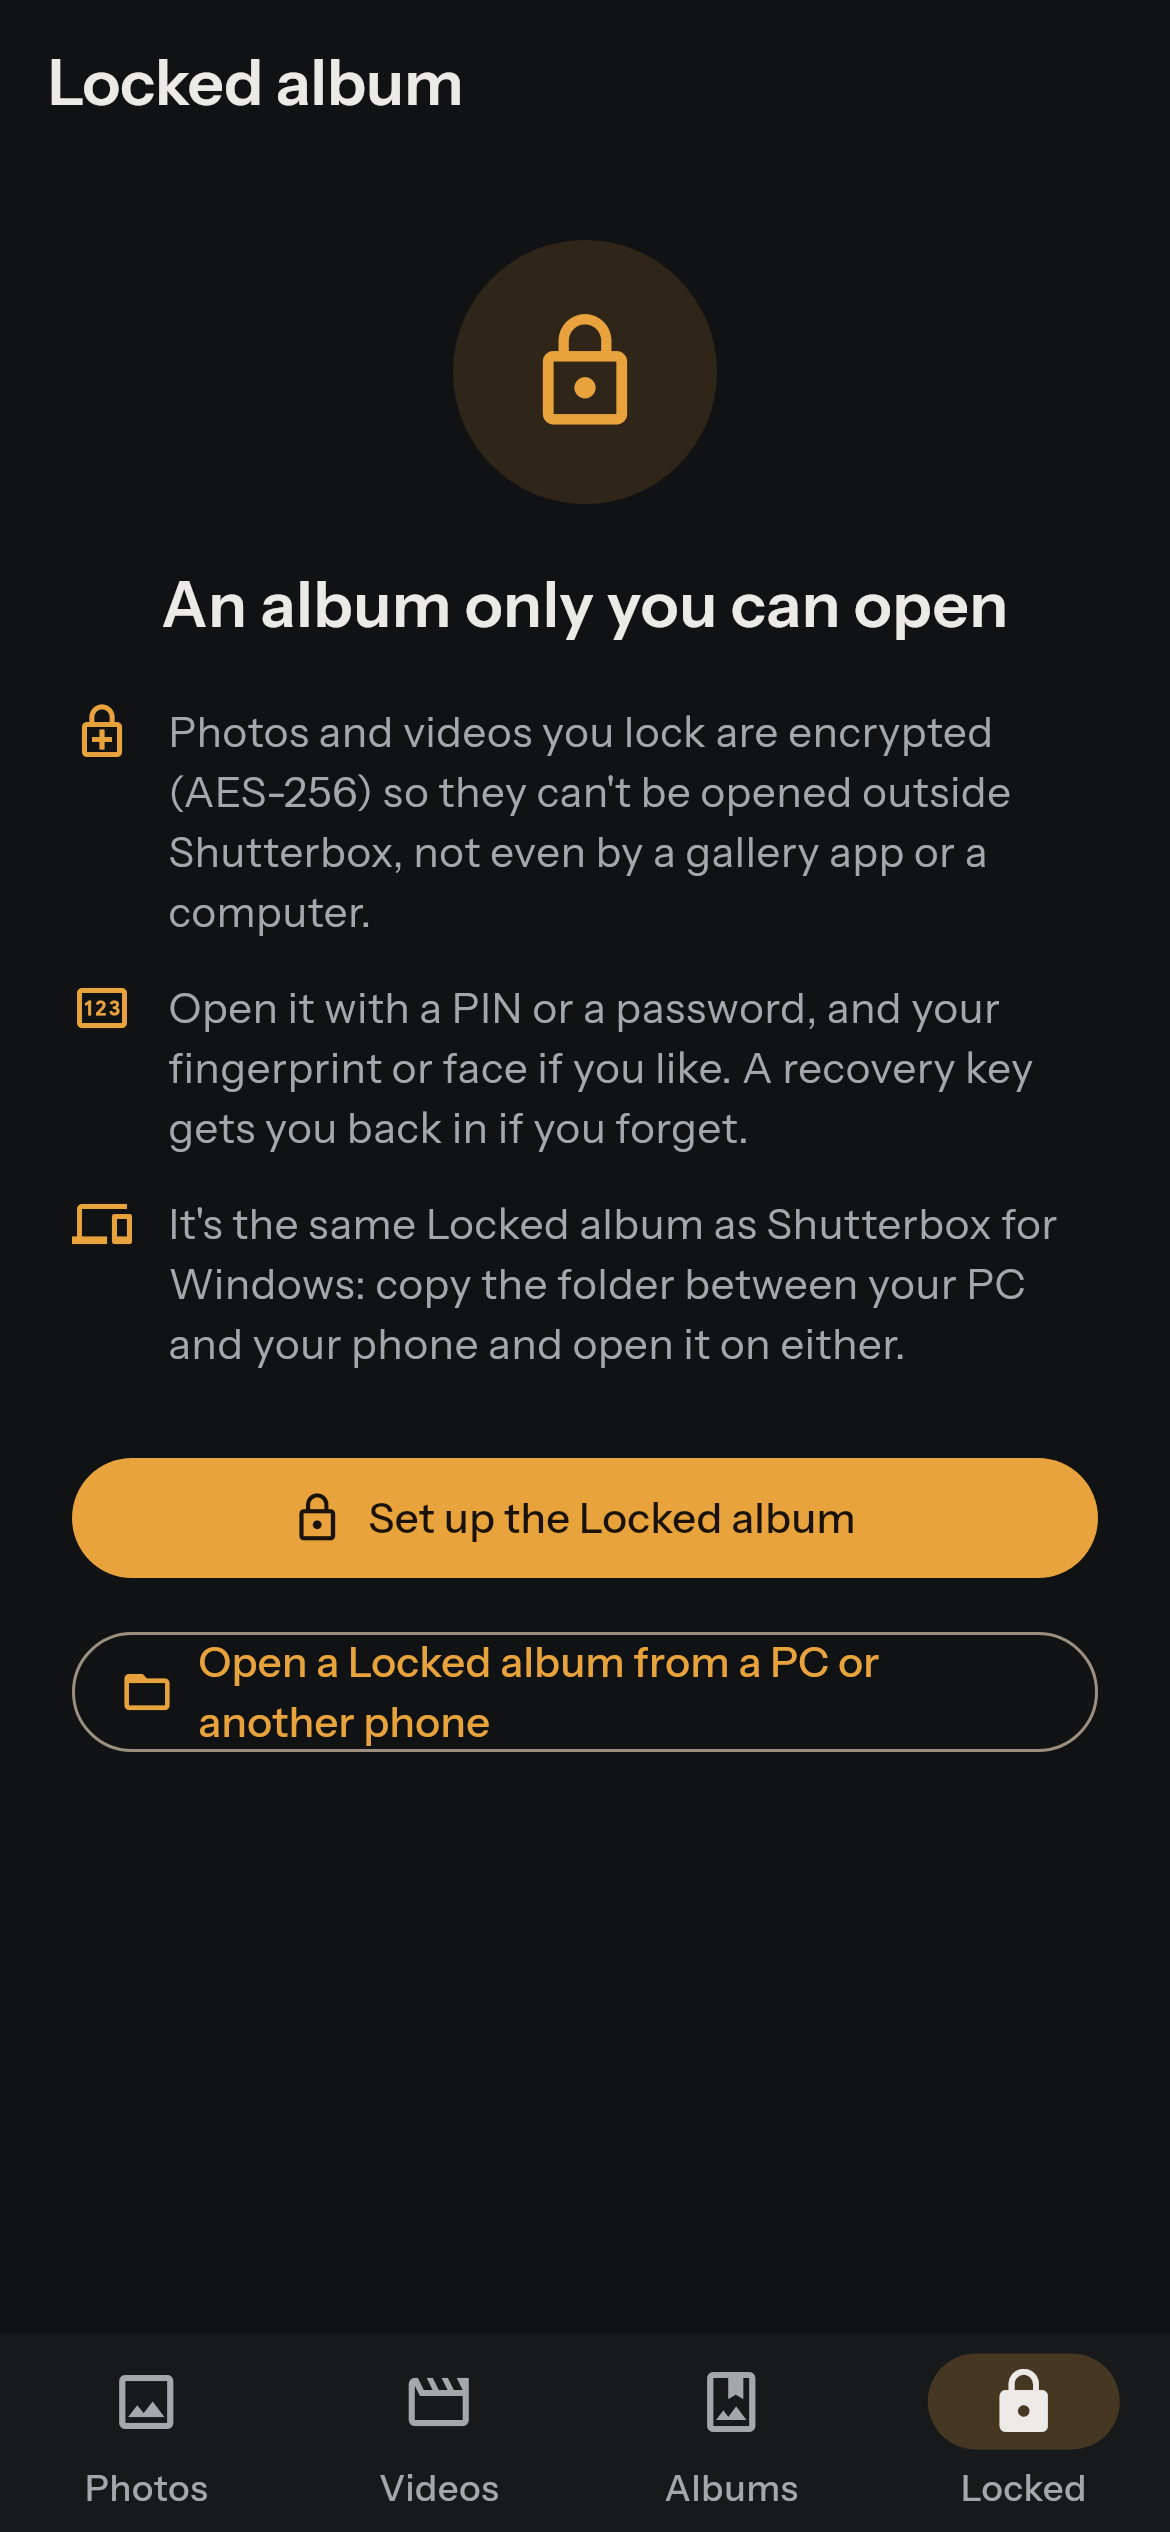 Locked album
An album only you can open
Photos and videos you lock are encrypted
(AES-256) so they can't be opened outside
Shutterbox, not even by a gallery app or a
computer.
123
Open it with a PIN or a password, and your
fingerprint or face if you like. A recovery key
gets you back in if you forget.
It's the same Locked album as Shutterbox for
Windows: copy the folder between your PC
and your phone and open it on either.
Set up the Locked album
Open a Locked album from a PC or
another phone
Photos
Videos
Albums
Locked